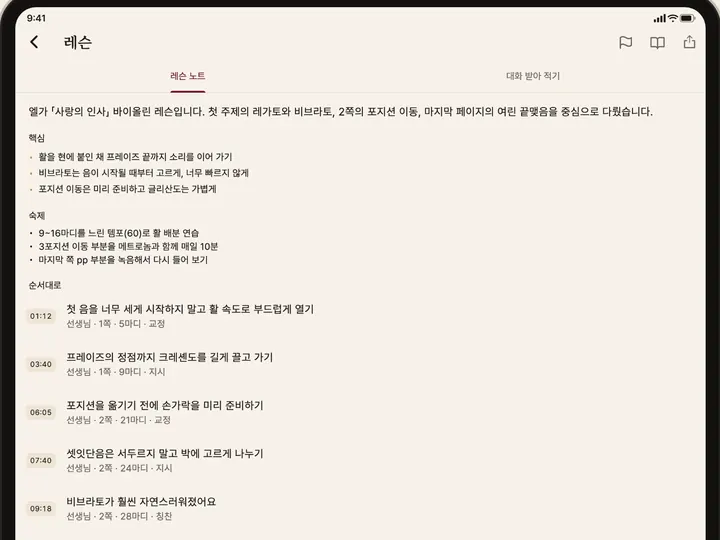 9:41
레슨
레슨 노트
대화 받아 적기
엘가 「사랑의 인사」 바이올린 레슨입니다. 첫 주제의 레가토와 비브라토, 2쪽의 포지션 이동, 마지막 페이지의 여린 끝맺음을 중심으로 다뤘습니다.
핵심
· 활을 현에 붙인 채 프레이즈 끝까지 소리를 이어 가기
· 비브라토는 음이 시작될 때부터 고르게, 너무 빠르지 않게
· 포지션 이동은 미리 준비하고 글리산도는 가볍게
숙제
• 9~16마디를 느린 템포(60)로 활 배분 연습
• 3포지션 이동 부분을 메트로놈과 함께 매일 10분
• 마지막 쪽 pp 부분을 녹음해서 다시 들어 보기
순서대로
01:12 첫 음을 너무 세게 시작하지 말고 활 속도로 부드럽게 열기
선생님 · 1쪽 · 5마디 · 교정
03:40 프레이즈의 정점까지 크레셴도를 길게 끌고 가기
선생님 · 1쪽 · 9마디 · 지시
06:05 포지션을 옮기기 전에 손가락을 미리 준비하기
선생님 · 2쪽 · 21마디 · 교정
07:40 셋잇단음은 서두르지 말고 박에 고르게 나누기
선생님 · 2쪽 · 24마디 · 지시
09:18 비브라토가 훨씬 자연스러워졌어요
선생님 · 2쪽 · 28마디 · 칭찬